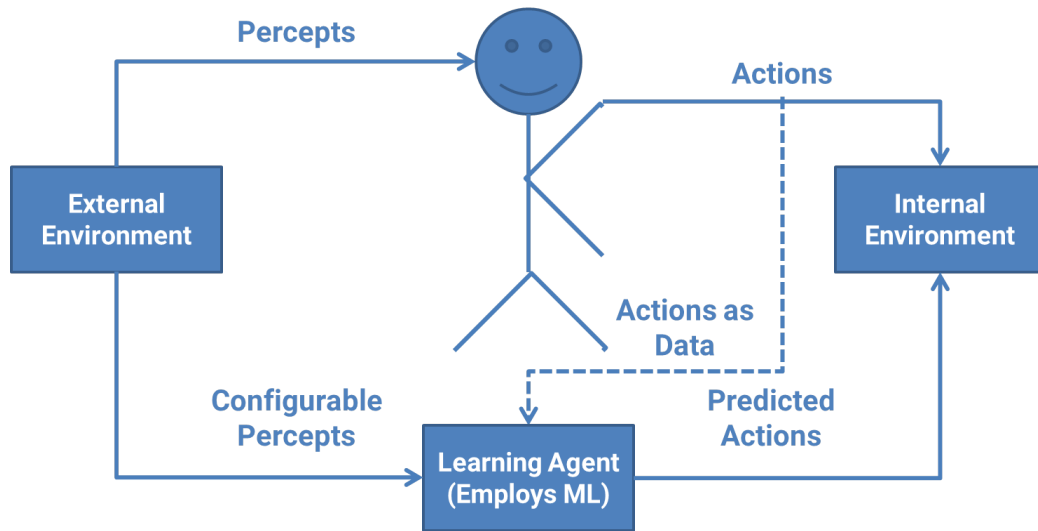 Percepts
Actions
External
Environment
Internal
Environment
Actions as
Data
Configurable
Percepts
Predicted
Actions
Learning Agent
(Employs ML)